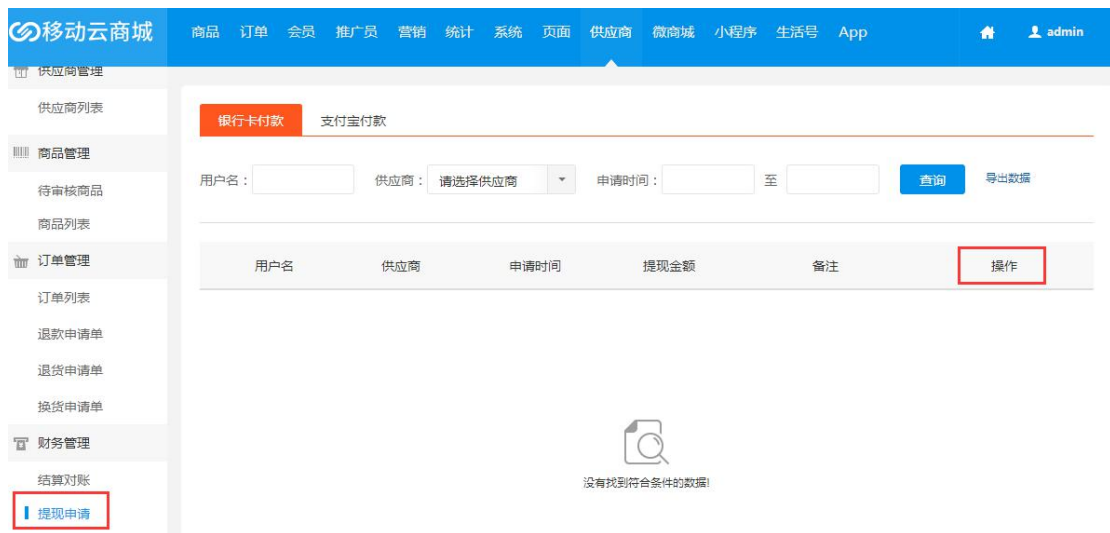 移动云商城 商品 订单 会员 推广员 营销 统计 系统 页面 供应商 微商城 小程序 生活号 App admin
供应商管理
供应商列表
商品管理
待审核商品
商品列表
订单管理
订单列表
退款申请单
退货申请单
换货申请单
财务管理
结算对账
提现申请
银行卡付款 支付宝付款
用户名： 供应商： 请选择供应商 申请时间： 至 查询 导出数据
用户名 供应商 申请时间 提现金额 备注 操作
没有找到符合条件的数据!